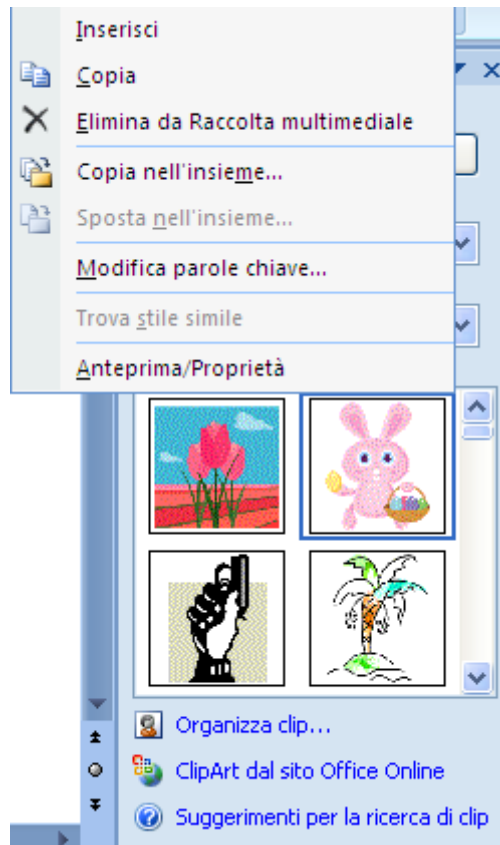 Inserisci
Copia
Elimina da Raccolta multimediale
Copia nell'insieme...
Sposta nell'insieme...
Modifica parole chiave...
Trova stile simile
Anteprima/Proprietà
Organizza clip...
ClipArt dal sito Office Online
Suggerimenti per la ricerca di clip